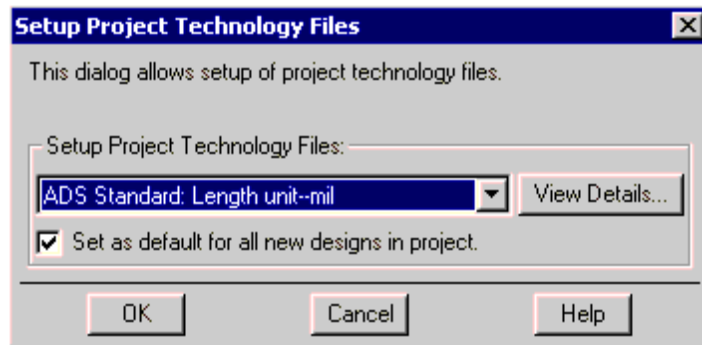 Setup Project Technology Files
This dialog allows setup of project technology files.
Setup Project Technology Files:
ADS Standard: Length unit--mil
View Details...
Set as default for all new designs in project.
OK
Cancel
Help